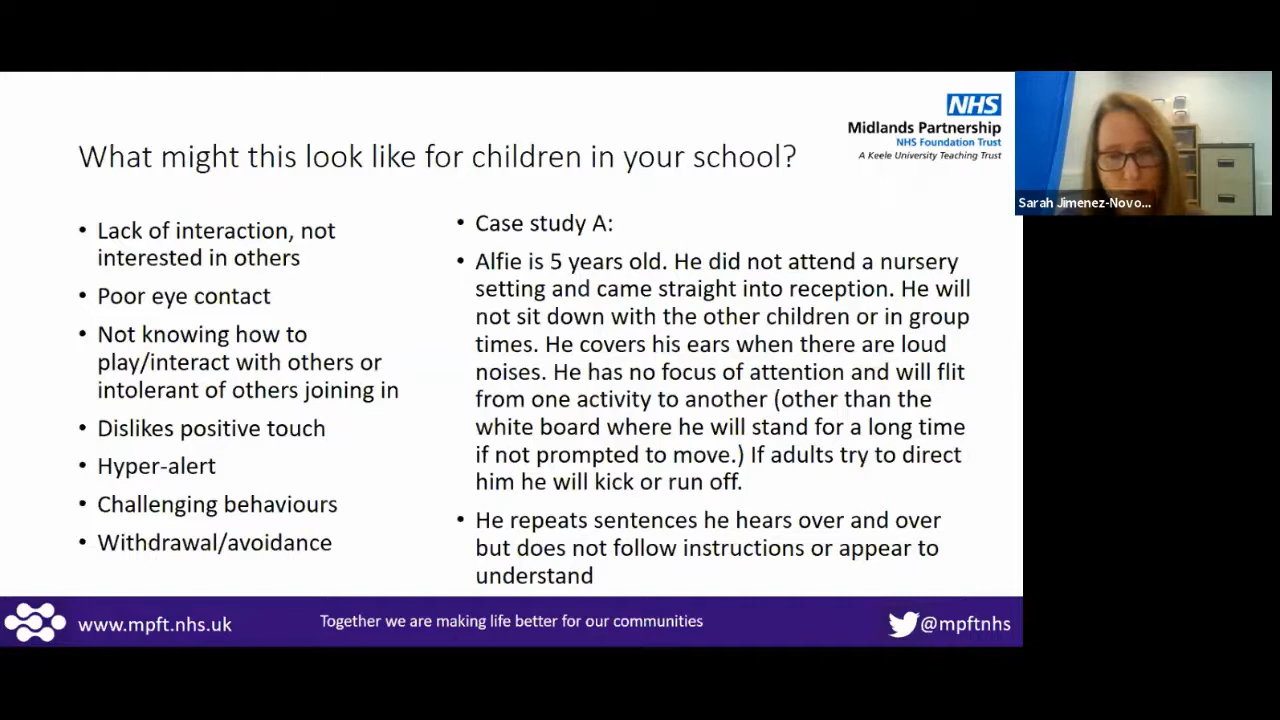 NHS
Midlands Partnership
NHS Foundation Trust
A Keele University Teaching Trust
What might this look like for children in your school?
• Lack of interaction, not
interested in others
• Poor eye contact
• Not knowing how to
play/interact with others or
intolerant of others joining in
• Dislikes positive touch
• Hyper-alert
• Challenging behaviours
• Withdrawal/avoidance
• Case study A:
• Alfie is 5 years old. He did not attend a nursery
setting and came straight into reception. He will
not sit down with the other children or in group
times. He covers his ears when there are loud
noises. He has no focus of attention and will flit
from one activity to another (other than the
white board where he will stand for a long time
if not prompted to move.) If adults try to direct
him he will kick or run off.
• He repeats sentences he hears over and over
but does not follow instructions or appear to
understand
www.mpft.nhs.uk
Together we are making life better for our communities
@mpftnhs
Sarah Jimenez-Novo...